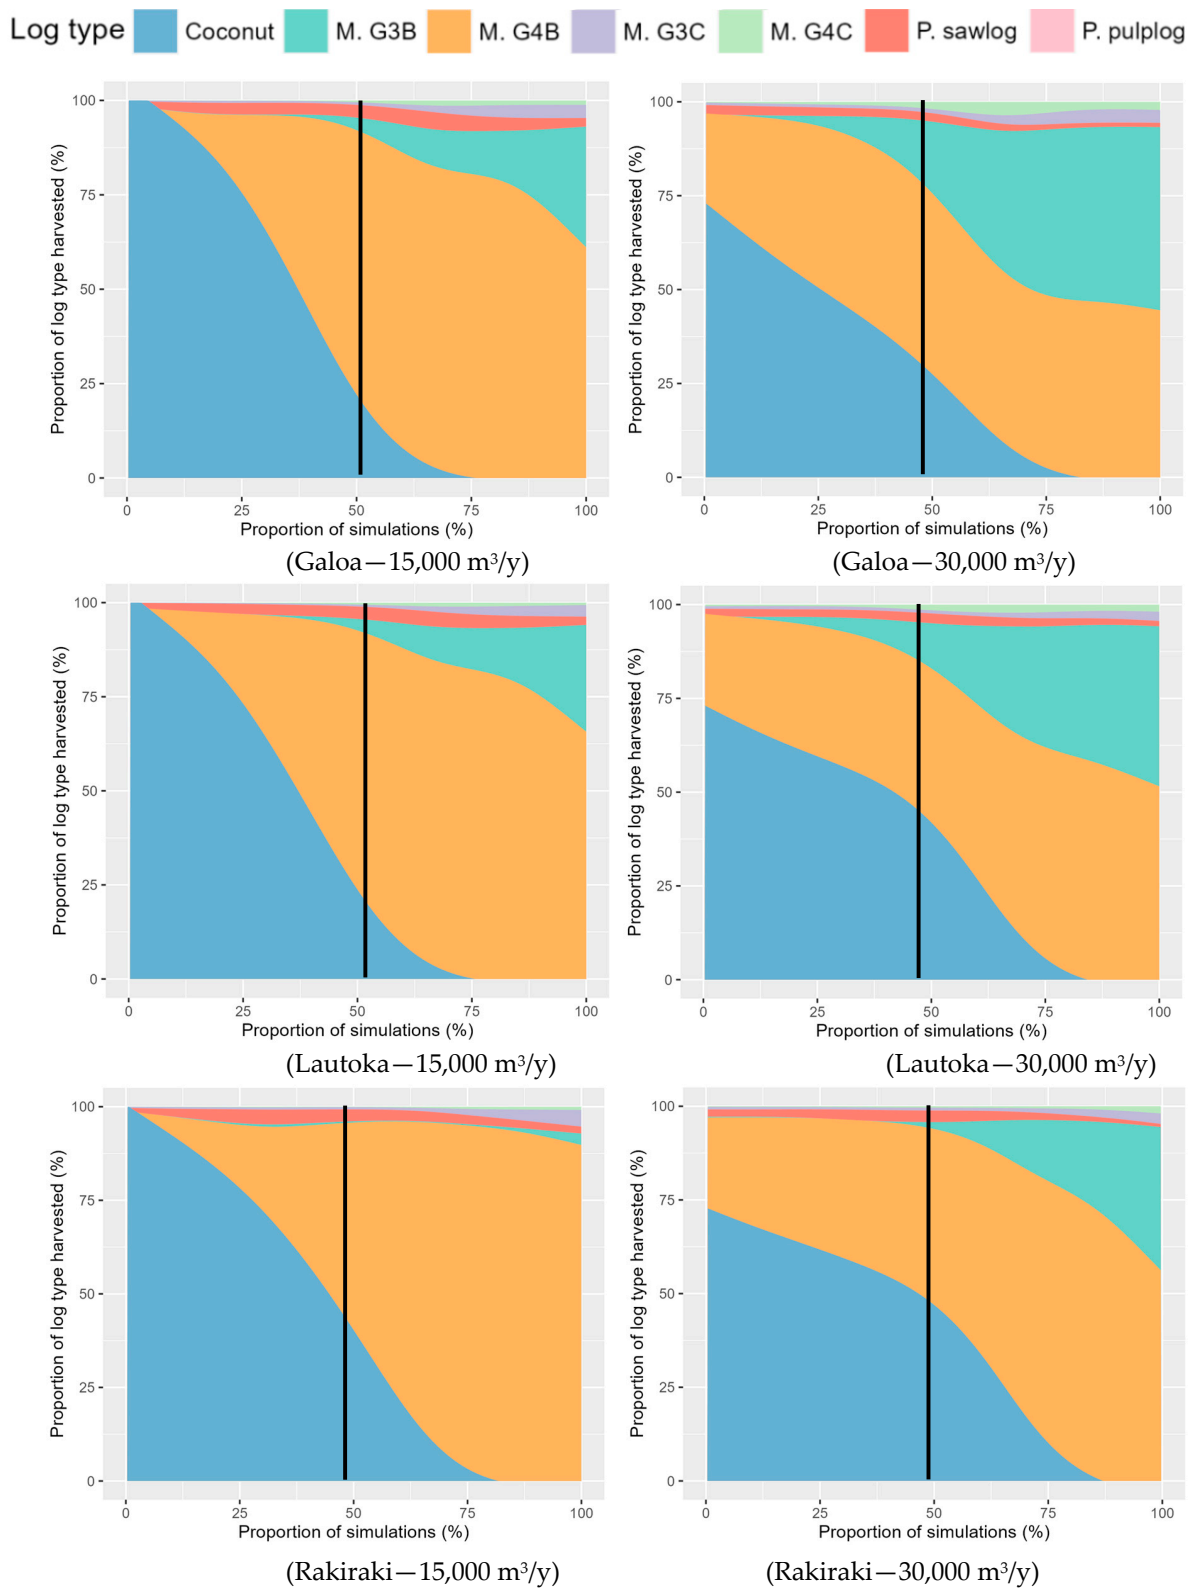 Log type Coconut M. G3B M. G4B M. G3C M. G4C P. sawlog P. pulplog
Proportion of log type harvested (%)
100
75
50
25
0
0 25 50 75 100
Proportion of simulations (%)
(Galoa—15,000 m³/y)
Proportion of log type harvested (%)
100
75
50
25
0
0 25 50 75 100
Proportion of simulations (%)
(Galoa—30,000 m³/y)
Proportion of log type harvested (%)
100
75
50
25
0
0 25 50 75 100
Proportion of simulations (%)
(Lautoka—15,000 m³/y)
Proportion of log type harvested (%)
100
75
50
25
0
0 25 50 75 100
Proportion of simulations (%)
(Lautoka—30,000 m³/y)
Proportion of log type harvested (%)
100
75
50
25
0
0 25 50 75 100
Proportion of simulations (%)
(Rakiraki—15,000 m³/y)
Proportion of log type harvested (%)
100
75
50
25
0
0 25 50 75 100
Proportion of simulations (%)
(Rakiraki—30,000 m³/y)